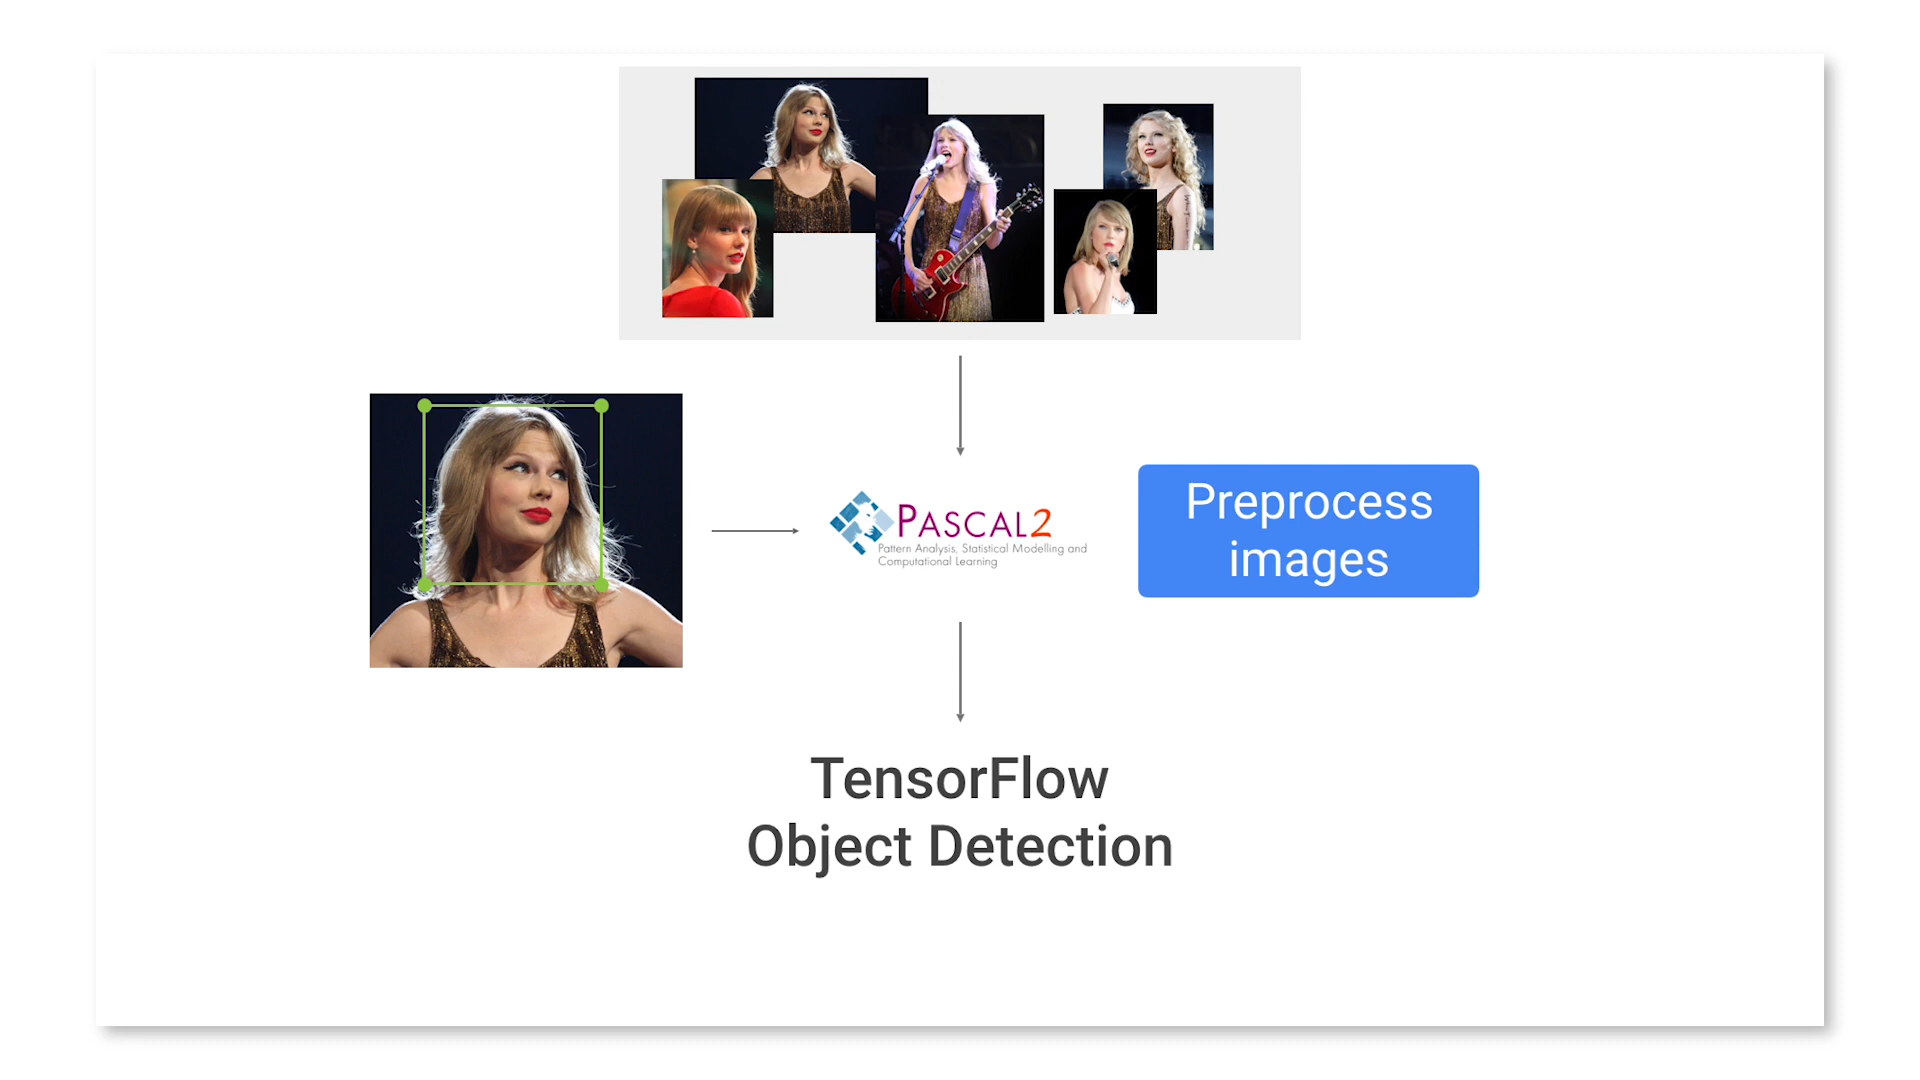 PASCAL2
Pattern Analysis, Statistical Modelling and
Computational Learning
Preprocess
images
TensorFlow
Object Detection